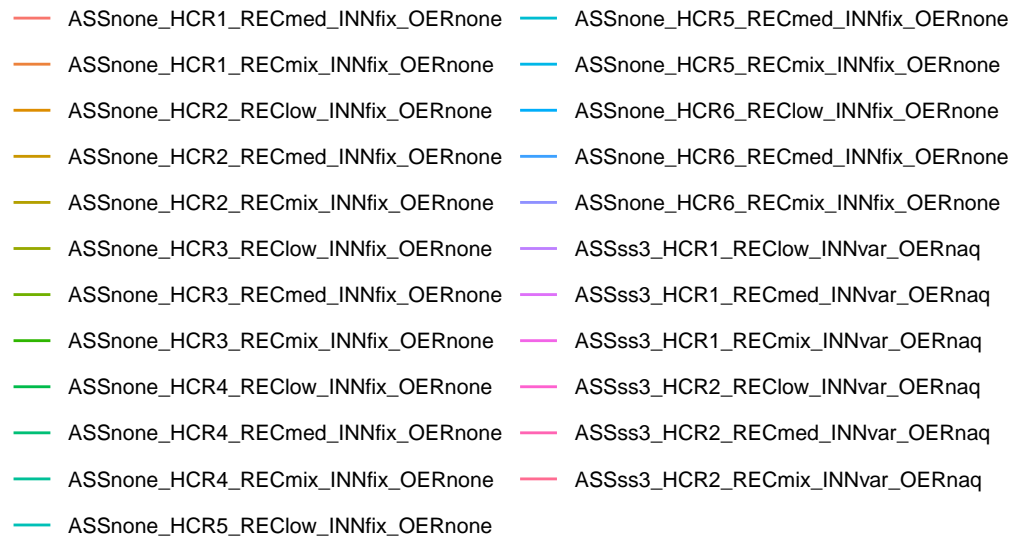 ASSnone_HCR1_RECmed_INNfix_OERnone
ASSnone_HCR1_RECmix_INNfix_OERnone
ASSnone_HCR2_REClow_INNfix_OERnone
ASSnone_HCR2_RECmed_INNfix_OERnone
ASSnone_HCR2_RECmix_INNfix_OERnone
ASSnone_HCR3_REClow_INNfix_OERnone
ASSnone_HCR3_RECmed_INNfix_OERnone
ASSnone_HCR3_RECmix_INNfix_OERnone
ASSnone_HCR4_REClow_INNfix_OERnone
ASSnone_HCR4_RECmed_INNfix_OERnone
ASSnone_HCR4_RECmix_INNfix_OERnone
ASSnone_HCR5_REClow_INNfix_OERnone
ASSnone_HCR5_RECmed_INNfix_OERnone
ASSnone_HCR5_RECmix_INNfix_OERnone
ASSnone_HCR6_REClow_INNfix_OERnone
ASSnone_HCR6_RECmed_INNfix_OERnone
ASSnone_HCR6_RECmix_INNfix_OERnone
ASSss3_HCR1_REClow_INNvar_OERnaq
ASSss3_HCR1_RECmed_INNvar_OERnaq
ASSss3_HCR1_RECmix_INNvar_OERnaq
ASSss3_HCR2_REClow_INNvar_OERnaq
ASSss3_HCR2_RECmed_INNvar_OERnaq
ASSss3_HCR2_RECmix_INNvar_OERnaq